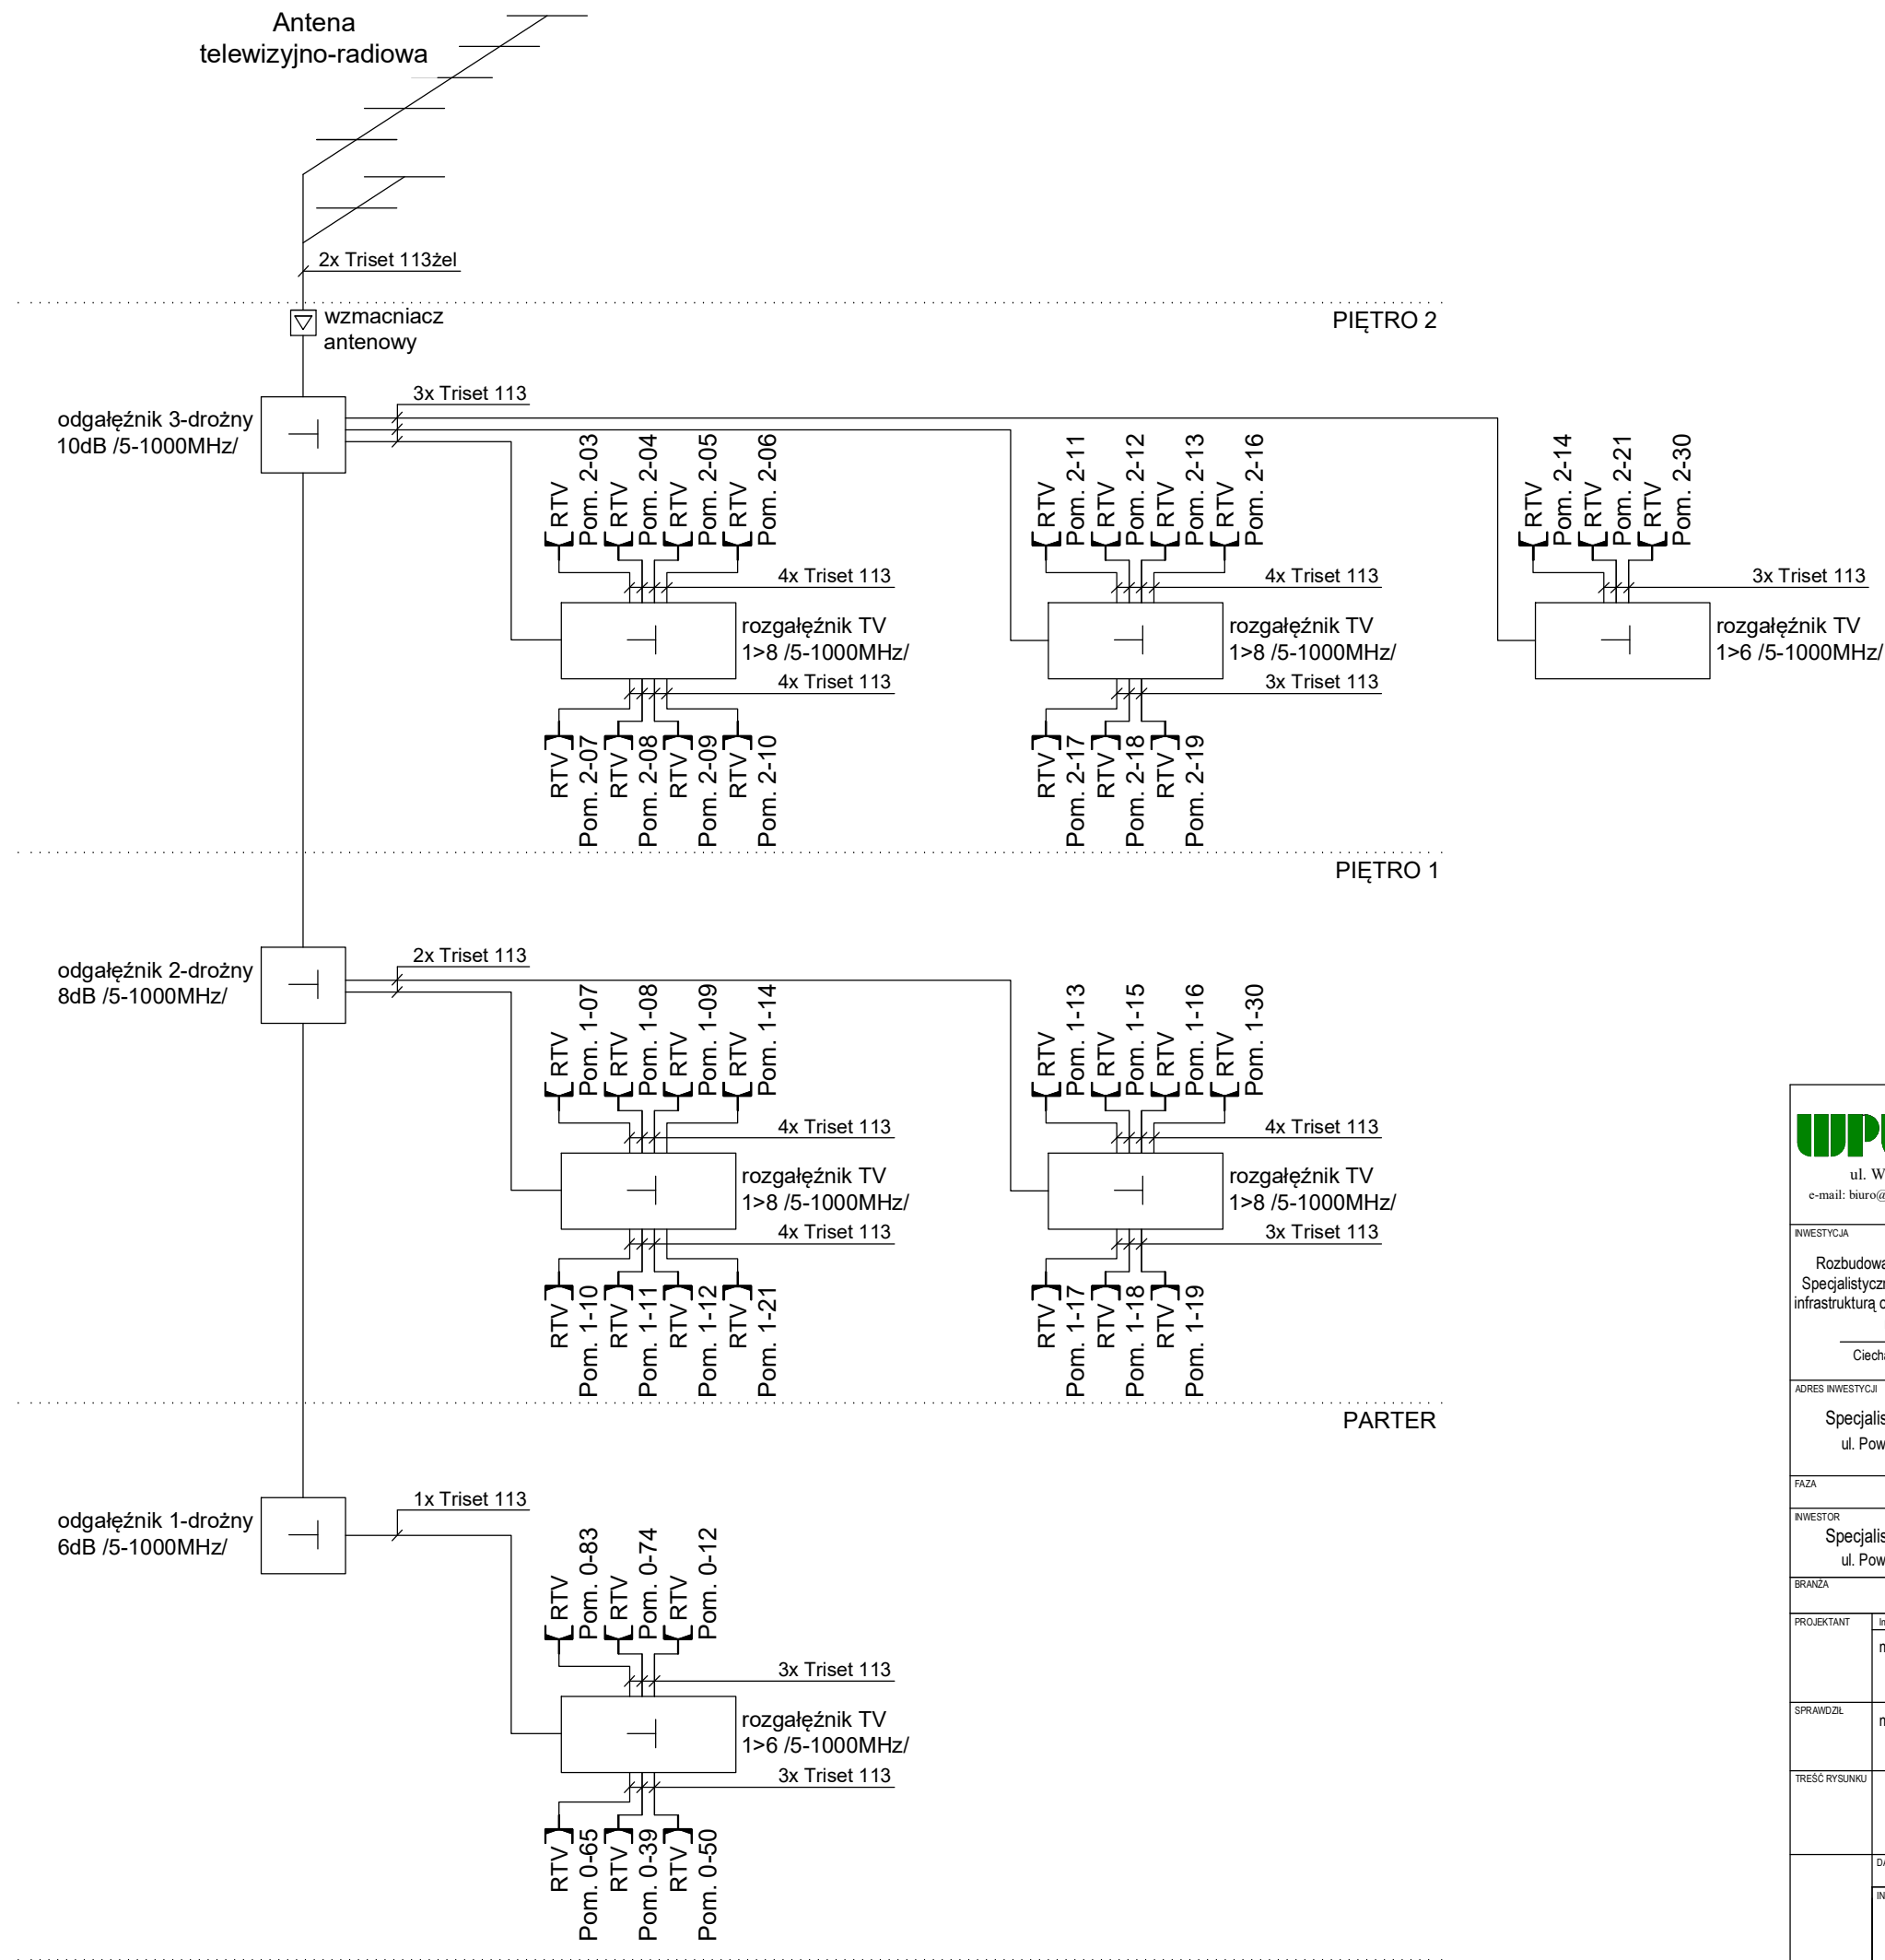 Antena
telewizyjno-radiowa
2x Triset 113żel
wzmacniacz
antenowy
PIĘTRO 2
3x Triset 113
odgałęźnik 3-drożny
10dB /5-1000MHz/
RTV
Pom. 2-03
RTV
Pom. 2-04
RTV
Pom. 2-05
RTV
Pom. 2-06
4x Triset 113
rozgałęźnik TV
1>8 /5-1000MHz/
4x Triset 113
RTV
Pom. 2-07
RTV
Pom. 2-08
RTV
Pom. 2-09
RTV
Pom. 2-10
RTV
Pom. 2-11
RTV
Pom. 2-12
RTV
Pom. 2-13
RTV
Pom. 2-16
4x Triset 113
rozgałęźnik TV
1>8 /5-1000MHz/
3x Triset 113
RTV
Pom. 2-17
RTV
Pom. 2-18
RTV
Pom. 2-19
RTV
Pom. 2-14
RTV
Pom. 2-21
RTV
Pom. 2-30
3x Triset 113
rozgałęźnik TV
1>6 /5-1000MHz/
PIĘTRO 1
2x Triset 113
odgałęźnik 2-drożny
8dB /5-1000MHz/
RTV
Pom. 1-07
RTV
Pom. 1-08
RTV
Pom. 1-09
RTV
Pom. 1-14
4x Triset 113
rozgałęźnik TV
1>8 /5-1000MHz/
4x Triset 113
RTV
Pom. 1-10
RTV
Pom. 1-11
RTV
Pom. 1-12
RTV
Pom. 1-21
RTV
Pom. 1-13
RTV
Pom. 1-15
RTV
Pom. 1-16
RTV
Pom. 1-30
4x Triset 113
rozgałęźnik TV
1>8 /5-1000MHz/
3x Triset 113
RTV
Pom. 1-17
RTV
Pom. 1-18
RTV
Pom. 1-19
PARTER
1x Triset 113
odgałęźnik 1-drożny
6dB /5-1000MHz/
RTV
Pom. 0-83
RTV
Pom. 0-74
RTV
Pom. 0-12
3x Triset 113
rozgałęźnik TV
1>6 /5-1000MHz/
3x Triset 113
RTV
Pom. 0-65
RTV
Pom. 0-39
RTV
Pom. 0-50
ul. W
e-mail: biuro@
INWESTYCJA
Rozbudowa
Specjalistyczn
infrastrukturą
Ciecha
ADRES INWESTYCJI
Specjalis
ul. Pow
FAZA
INWESTOR
Specjalis
ul. Pow
BRANŻA
PROJEKTANT
SPRAWDZIŁ
TREŚĆ RYSUNKU